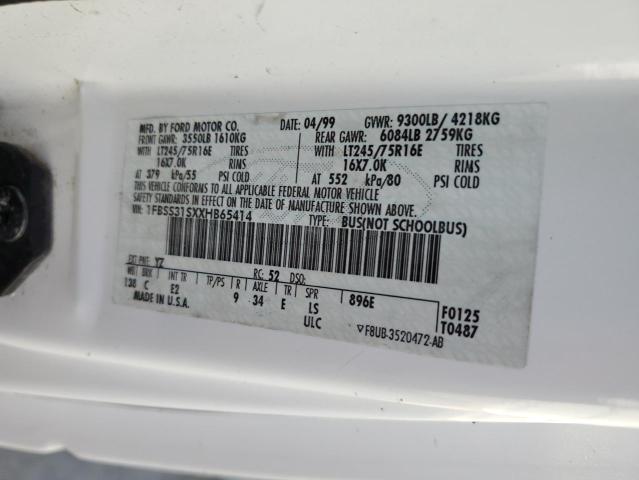 MFD. BY FORD MOTOR CO. DATE: 04/99 GVWR: 9300LB/ 4218KG
FRONT GAWR: 3550LB 1610KG REAR GAWR: 6084LB 2759KG
WITH LT245/75R16E TIRES WITH LT245/75R16E TIRES
16X7.0K RIMS 16X7.0K RIMS
AT 379 kPa/55 PSI COLD AT 552 kPa/80 PSI COLD
THIS VEHICLE CONFORMS TO ALL APPLICABLE FEDERAL MOTOR VEHICLE
SAFETY STANDARDS IN EFFECT ON THE DATE OF MANUFACTURE SHOWN ABOVE.
VIN: 1FBSS31SXXHB65414 TYPE: BUS(NOT SCHOOLBUS)
EXT PNT: YZ RC: 52 DSO:
WB BRK INT TR TP/PS R AXLE TR SPR
138 C E2 9 34 E LS 896E F0125
MADE IN U.S.A. ULC T0487
F8UB-3520472-AB